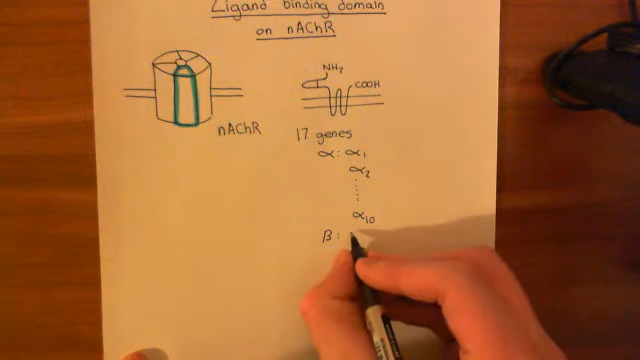 Ligand binding domain
on nAChR
NH₂
COOH
nAChR
17 genes
α: α₁
α₂
α₁₀
β: